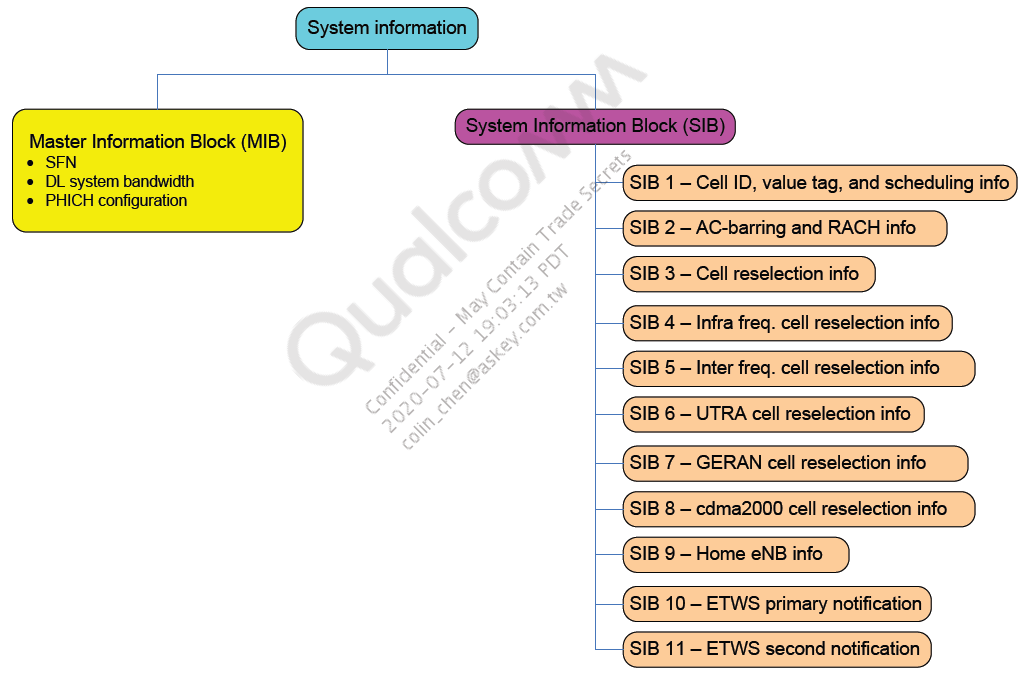 System information
Master Information Block (MIB)
• SFN
• DL system bandwidth
• PHICH configuration
System Information Block (SIB)
SIB 1 – Cell ID, value tag, and scheduling info
SIB 2 – AC-barring and RACH info
SIB 3 – Cell reselection info
SIB 4 – Infra freq. cell reselection info
SIB 5 – Inter freq. cell reselection info
SIB 6 – UTRA cell reselection info
SIB 7 – GERAN cell reselection info
SIB 8 – cdma2000 cell reselection info
SIB 9 – Home eNB info
SIB 10 – ETWS primary notification
SIB 11 – ETWS second notification
Qualcomm
Confidential – May Contain Trade Secrets
2020-07-12 19:03:13 PDT
colin_chen@askey.com.tw